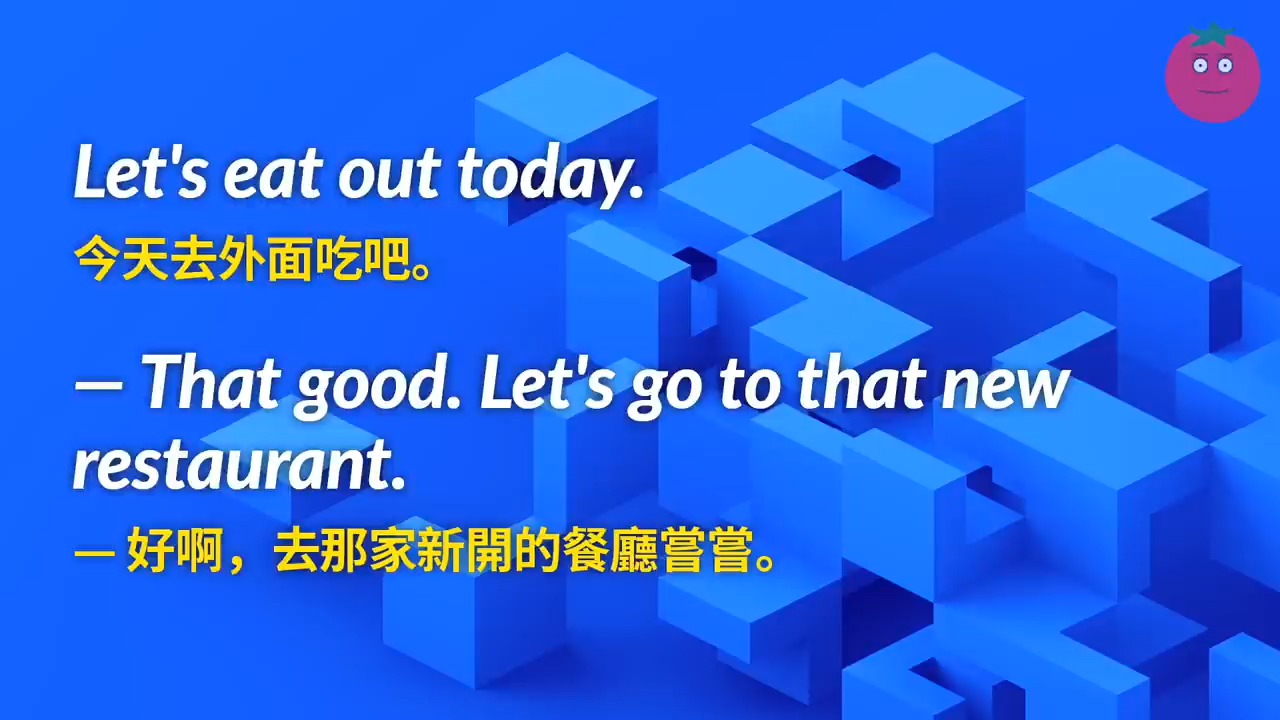 Let's eat out today.
今天去外面吃吧。
— That good. Let's go to that new
restaurant.
— 好啊，去那家新開的餐廳嘗嘗。